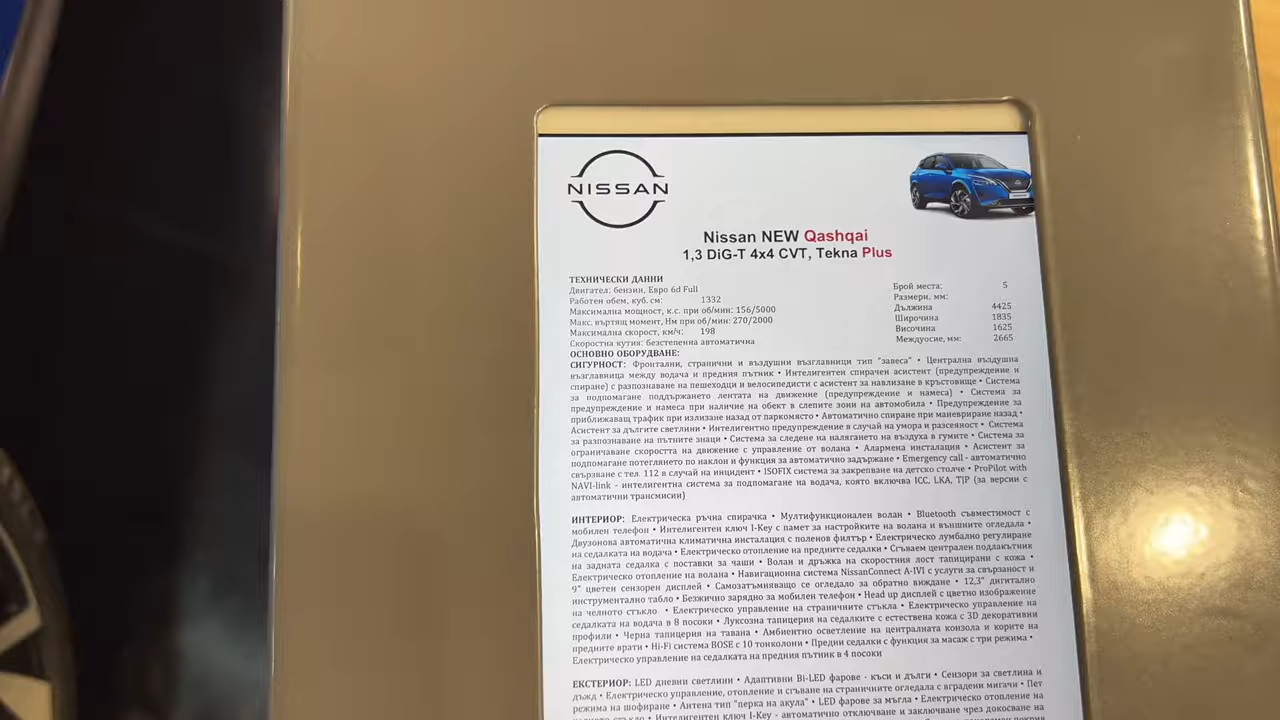 NISSAN
Nissan NEW Qashqai
1,3 DiG-T 4x4 CVT, Tekna Plus
ТЕХНИЧЕСКИ ДАННИ
Двигател: бензин, Евро 6d Full
Работен обем, куб. см: 1332
Максимална мощност, к.с. при об/мин: 156/5000
Макс. въртящ момент, Нм при об/мин: 270/2000
Максимална скорост, км/ч: 198
Скоростна кутия: безстепенна автоматична
Брой места: 5
Размери, мм:
Дължина 4425
Широчина 1835
Височина 1625
Междуосие, мм: 2665
ОСНОВНО ОБОРУДВАНЕ:
СИГУРНОСТ: Фронтални, странични и въздушни възглавници тип "завеса" • Централна въздушна
възглавница между водача и предния пътник • Интелигентен спирачен асистент (предупреждение и
спиране) с разпознаване на пешеходци и велосипедисти с асистент за навлизане в кръстовище • Система
за подпомагане поддържането лентата на движение (предупреждение и намеса) • Система за
предупреждение и намеса при наличие на обект в слепите зони на автомобила • Предупреждение за
приближаващ трафик при излизане назад от паркомясто • Автоматично спиране при маневриране назад •
Асистент за дългите светлини • Интелигентно предупреждение в случай на умора и разсеяност • Система
за разпознаване на пътните знаци • Система за следене на налягането на въздуха в гумите • Система за
ограничаване скоростта на движение с управление от волана • Алармена инсталация • Асистент за
подпомагане потеглянето по наклон и функция за автоматично задържане • Emergency call - автоматично
свързване с тел. 112 в случай на инцидент • ISOFIX система за закрепване на детско столче • ProPilot with
NAVI-link - интелигентна система за подпомагане на водача, която включва ICC, LKA, TJP (за версии с
автоматични трансмисии)
ИНТЕРИОР: Електрическа ръчна спирачка • Мултифункционален волан • Bluetooth съвместимост с
мобилен телефон • Интелигентен ключ I-Key с памет за настройките на волана и външните огледала •
Двузонова автоматична климатична инсталация с поленов филтър • Електрическо лумбално регулиране
на седалката на водача • Електрическо отопление на предните седалки • Сгъваем централен подлакътник
на задната седалка с поставки за чаши • Волан и дръжка на скоростния лост тапицирани с кожа •
Електрическо отопление на волана • Навигационна система NissanConnect A-IVI с услуги за свързаност и
9" цветен сензорен дисплей • Самозатъмняващо се огледало за обратно виждане • 12,3" дигитално
инструментално табло • Безжично зарядно за мобилен телефон • Head up дисплей с цветно изображение
на челното стъкло • Електрическо управление на страничните стъкла • Електрическо управление на
седалката на водача в 8 посоки • Луксозна тапицерия на седалките с естествена кожа с 3D декоративни
профили • Черна тапицерия на тавана • Амбиентно осветление на централната конзола и корите на
предните врати • Hi-Fi система BOSE с 10 тонколони • Предни седалки с функция за масаж с три режима •
Електрическо управление на седалката на предния пътник в 4 посоки
ЕКСТЕРИОР: LED дневни светлини • Адаптивни Bi-LED фарове - къси и дълги • Сензори за светлина и
дъжд • Електрическо управление, отопление и сгъване на страничните огледала с вградени мигачи • Пет
режима на шофиране • Антена тип "перка на акула" • LED фарове за мъгла • Електрическо отопление на
челното стъкло • Интелигентен ключ I-Key - автоматично отключване и заключване чрез докосване на